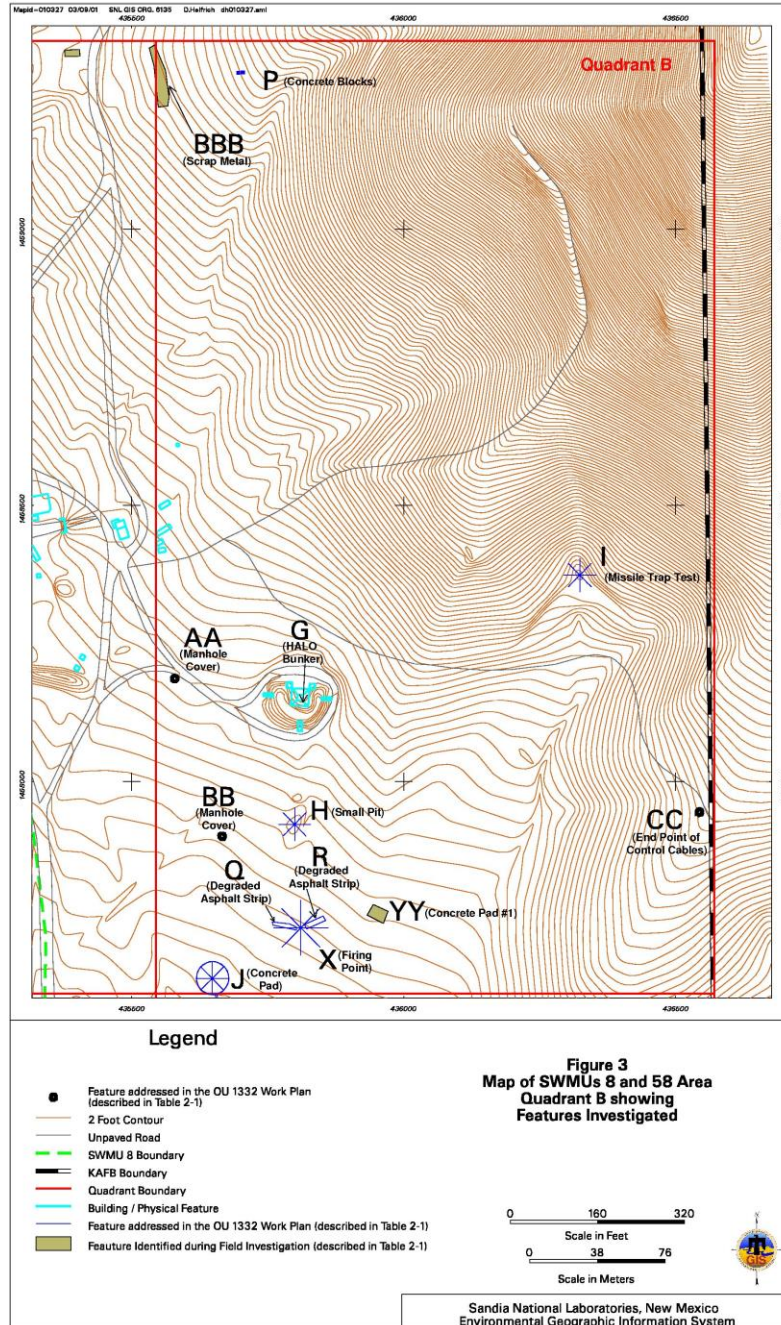 Mapid=010327 03/09/01 SNL GIS ORG. 6135 D.Helfrich dh010327.aml
435500 436000 436500
Quadrant B
P (Concrete Blocks)
BBB
(Scrap Metal)
I
(Missile Trap Test)
G
(HALO
Bunker)
AA
(Manhole
Cover)
BB
(Manhole
Cover)
H (Small Pit)
CC
(End Point of
Control Cables)
Q
(Degraded
Asphalt Strip)
R
(Degraded
Asphalt Strip)
YY (Concrete Pad #1)
X (Firing
Point)
J (Concrete
Pad)
435500 436000 436500
Legend
Feature addressed in the OU 1332 Work Plan
(described in Table 2-1)
2 Foot Contour
Unpaved Road
SWMU 8 Boundary
KAFB Boundary
Quadrant Boundary
Building / Physical Feature
Feature addressed in the OU 1332 Work Plan (described in Table 2-1)
Feauture Identified during Field Investigation (described in Table 2-1)
Figure 3
Map of SWMUs 8 and 58 Area
Quadrant B showing
Features Investigated
0 160 320
Scale in Feet
0 38 76
Scale in Meters
GIS
Sandia National Laboratories, New Mexico
Environmental Geographic Information System